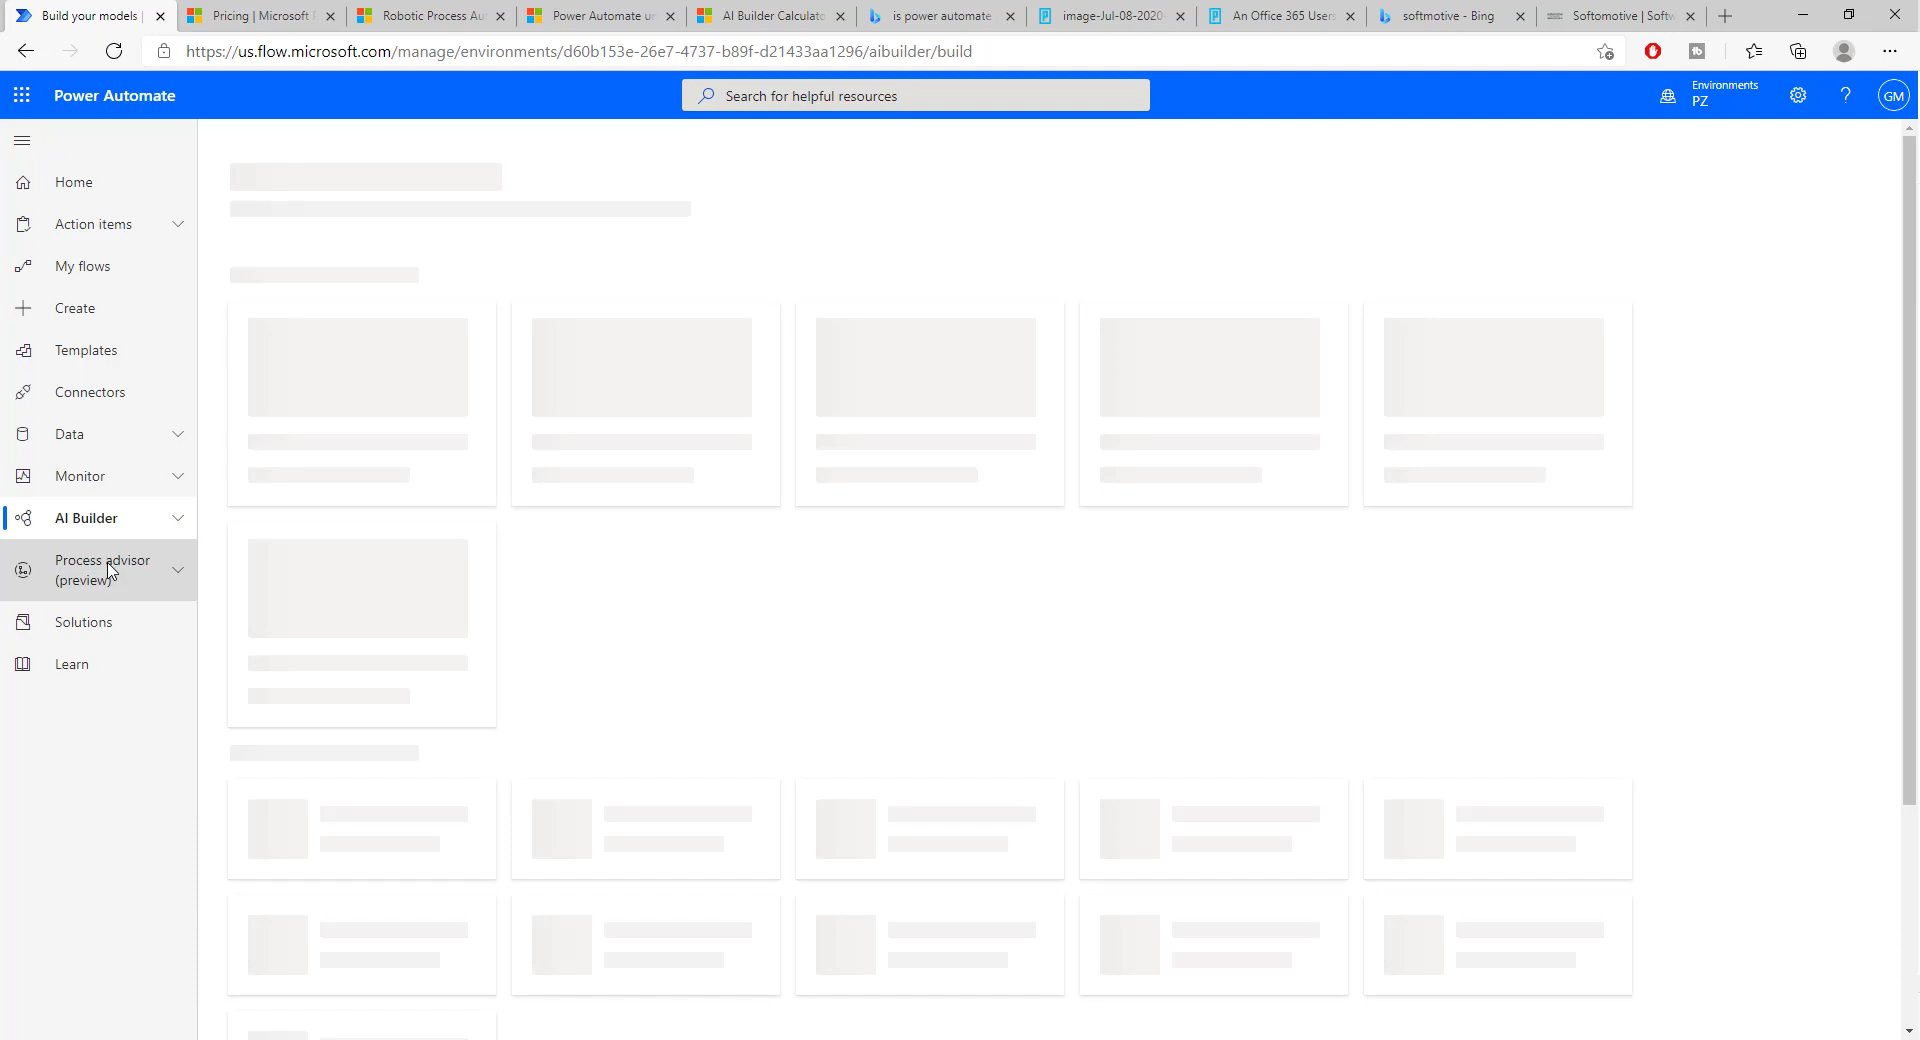 Build your models |
Pricing | Microsoft P
Robotic Process Au
Power Automate u
AI Builder Calculato
is power automate
image-Jul-08-2020-
An Office 365 Users
softmotive - Bing
Softomotive | Softw
https://us.flow.microsoft.com/manage/environments/d60b153e-26e7-4737-b89f-d21433aa1296/aibuilder/build
Power Automate
Search for helpful resources
Environments
PZ
GM
Home
Action items
My flows
Create
Templates
Connectors
Data
Monitor
AI Builder
Process advisor
(preview)
Solutions
Learn